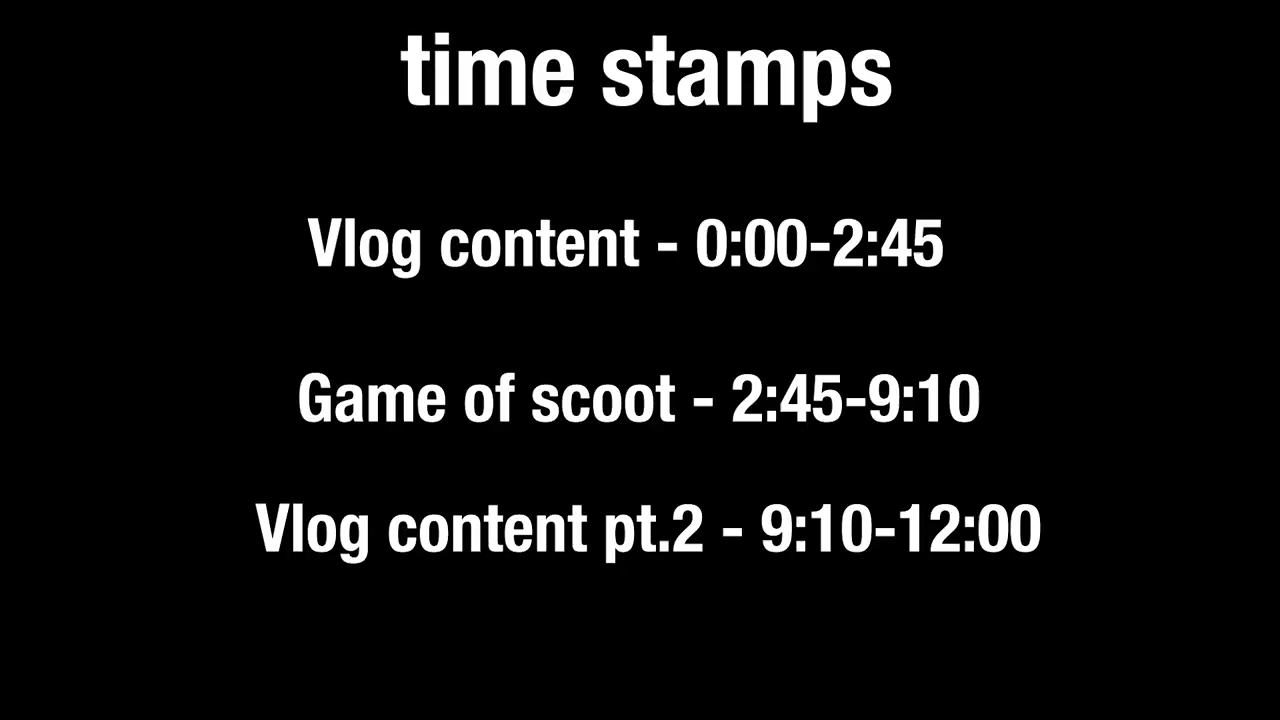 time stamps
Vlog content - 0:00-2:45
Game of scoot - 2:45-9:10
Vlog content pt.2 - 9:10-12:00